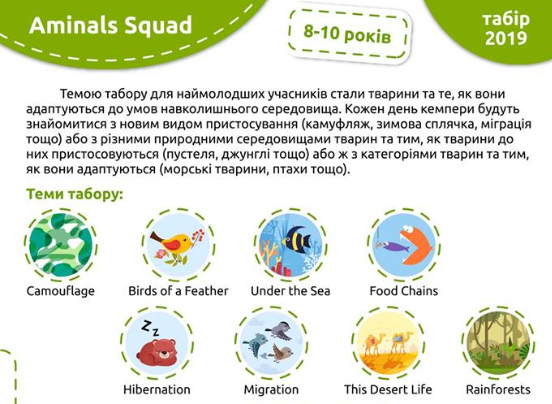 Aminals Squad
8-10 років
табір
2019
Темою табору для наймолодших учасників стали тварини та те, як вони
адаптуються до умов навколишнього середовища. Кожен день кемпери будуть
знайомитися з новим видом пристосування (камуфляж, зимова сплячка, міграція
тощо) або з різними природними середовищами тварин та тим, як тварини до
них пристосовуються (пустеля, джунглі тощо) або ж з категоріями тварин та тим,
як вони адаптуються (морські тварини, птахи тощо).
Теми табору:
Camouflage Birds of a Feather Under the Sea Food Chains
Z Z
Hibernation Migration This Desert Life Rainforests